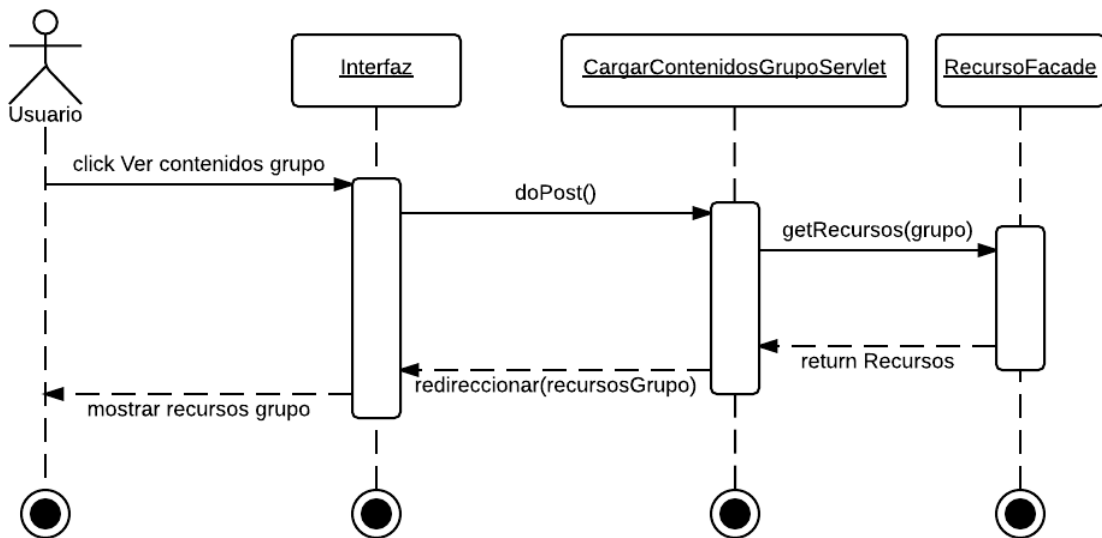 Usuario
Interfaz
CargarContenidosGrupoServlet
RecursoFacade
click Ver contenidos grupo
doPost()
getRecursos(grupo)
return Recursos
redireccionar(recursosGrupo)
mostrar recursos grupo